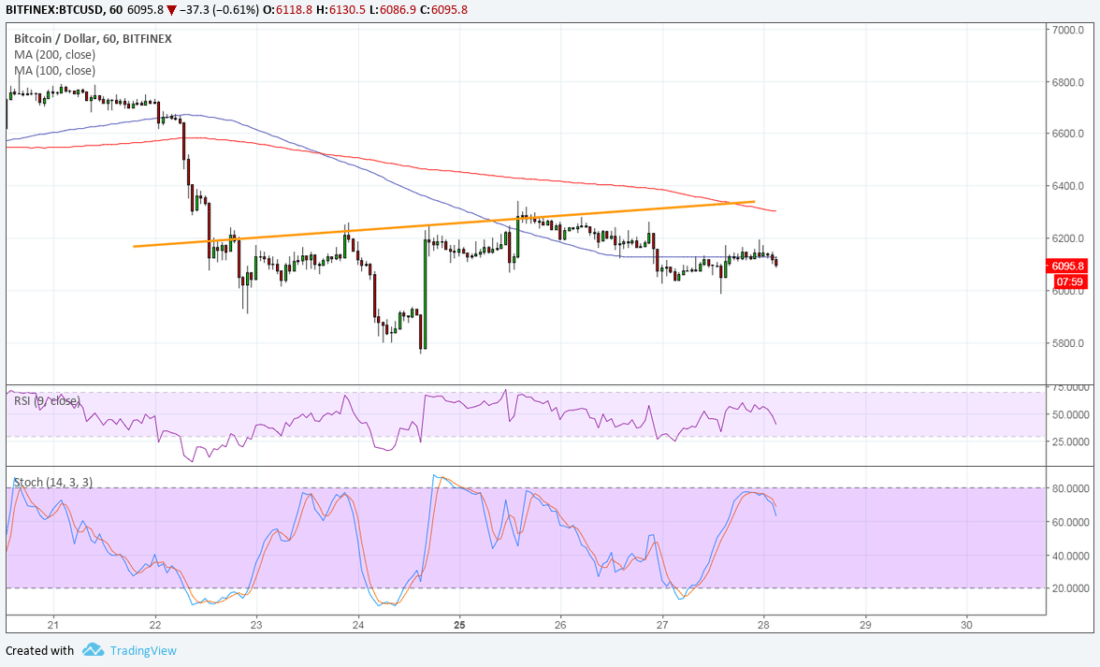 BITFINEX:BTCUSD, 60 6095.8 ▼ −37.3 (−0.61%) O:6118.8 H:6130.5 L:6086.9 C:6095.8
Bitcoin / Dollar, 60, BITFINEX
MA (200, close)
MA (100, close)
7000.0
6800.0
6600.0
6400.0
6200.0
6095.8
07:59
6000.0
5800.0
RSI (9, close)
75.0000
50.0000
25.0000
Stoch (14, 3, 3)
80.0000
60.0000
40.0000
20.0000
21 22 23 24 25 26 27 28 29 30
Created with TradingView